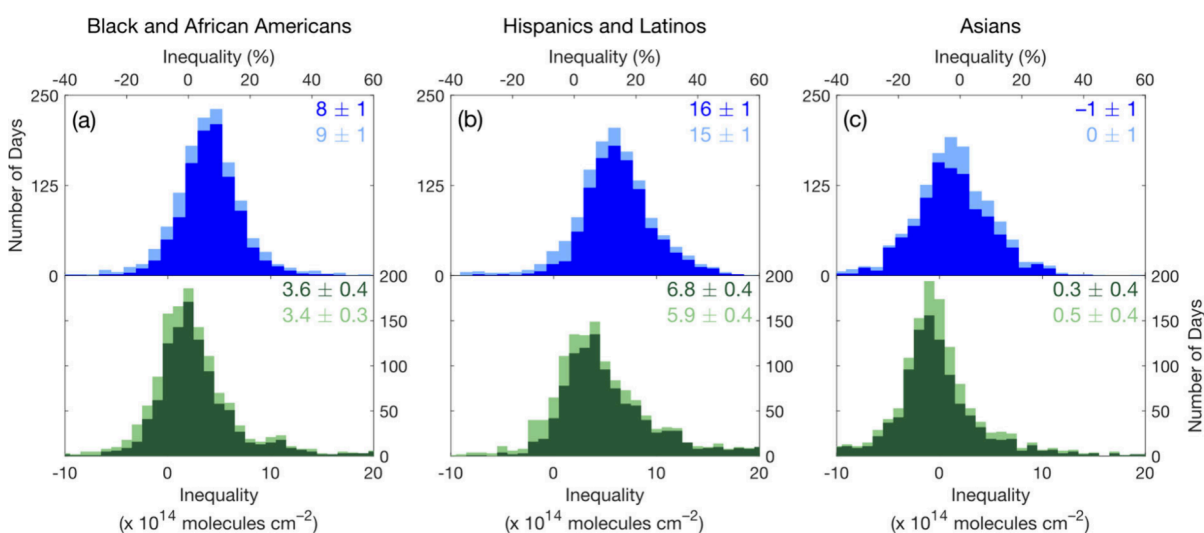 Black and African Americans
Hispanics and Latinos
Asians
Inequality (%)
Inequality (%)
Inequality (%)
-40 -20 0 20 40 60
-40 -20 0 20 40 60
-40 -20 0 20 40 60
Number of Days
250
125
0
(a)
8 ± 1
9 ± 1
250
125
0
(b)
16 ± 1
15 ± 1
250
125
0
(c)
−1 ± 1
0 ± 1
3.6 ± 0.4
3.4 ± 0.3
200
150
100
50
0
6.8 ± 0.4
5.9 ± 0.4
200
150
100
50
0
0.3 ± 0.4
0.5 ± 0.4
200
150
100
50
0
Number of Days
-10 0 10 20
-10 0 10 20
-10 0 10 20
Inequality
(x 10¹⁴ molecules cm⁻²)
Inequality
(x 10¹⁴ molecules cm⁻²)
Inequality
(x 10¹⁴ molecules cm⁻²)